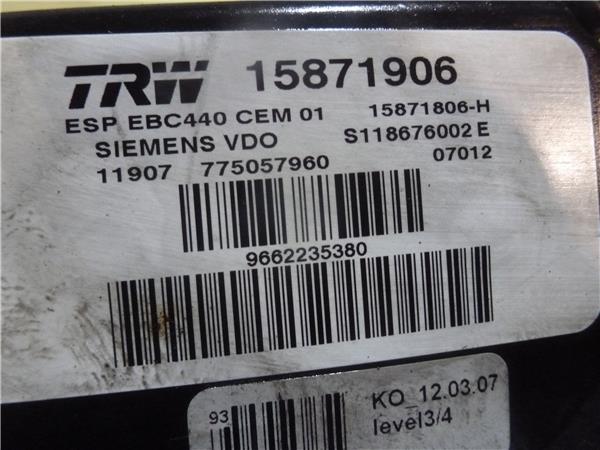 TRW 15871906
ESP EBC440 CEM 01 15871806-H
SIEMENS VDO S118676002 E
11907 775057960 07012
9662235380
93
KO_12.03.07
level3/4